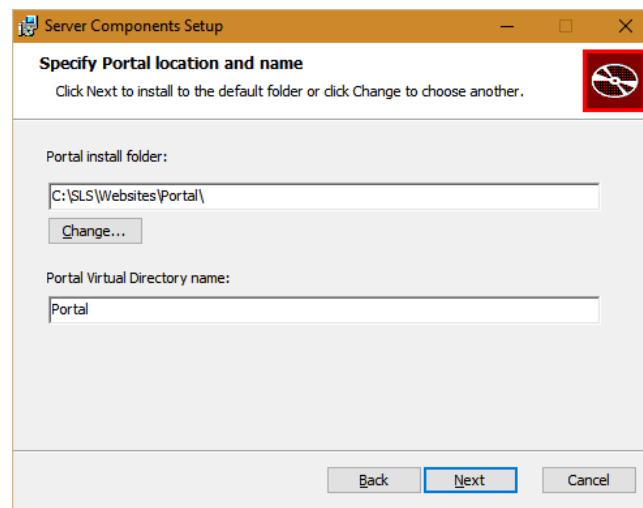 Server Components Setup
Specify Portal location and name
Click Next to install to the default folder or click Change to choose another.
Portal install folder:
C:\SLS\Websites\Portal\
Change...
Portal Virtual Directory name:
Portal
Back Next Cancel